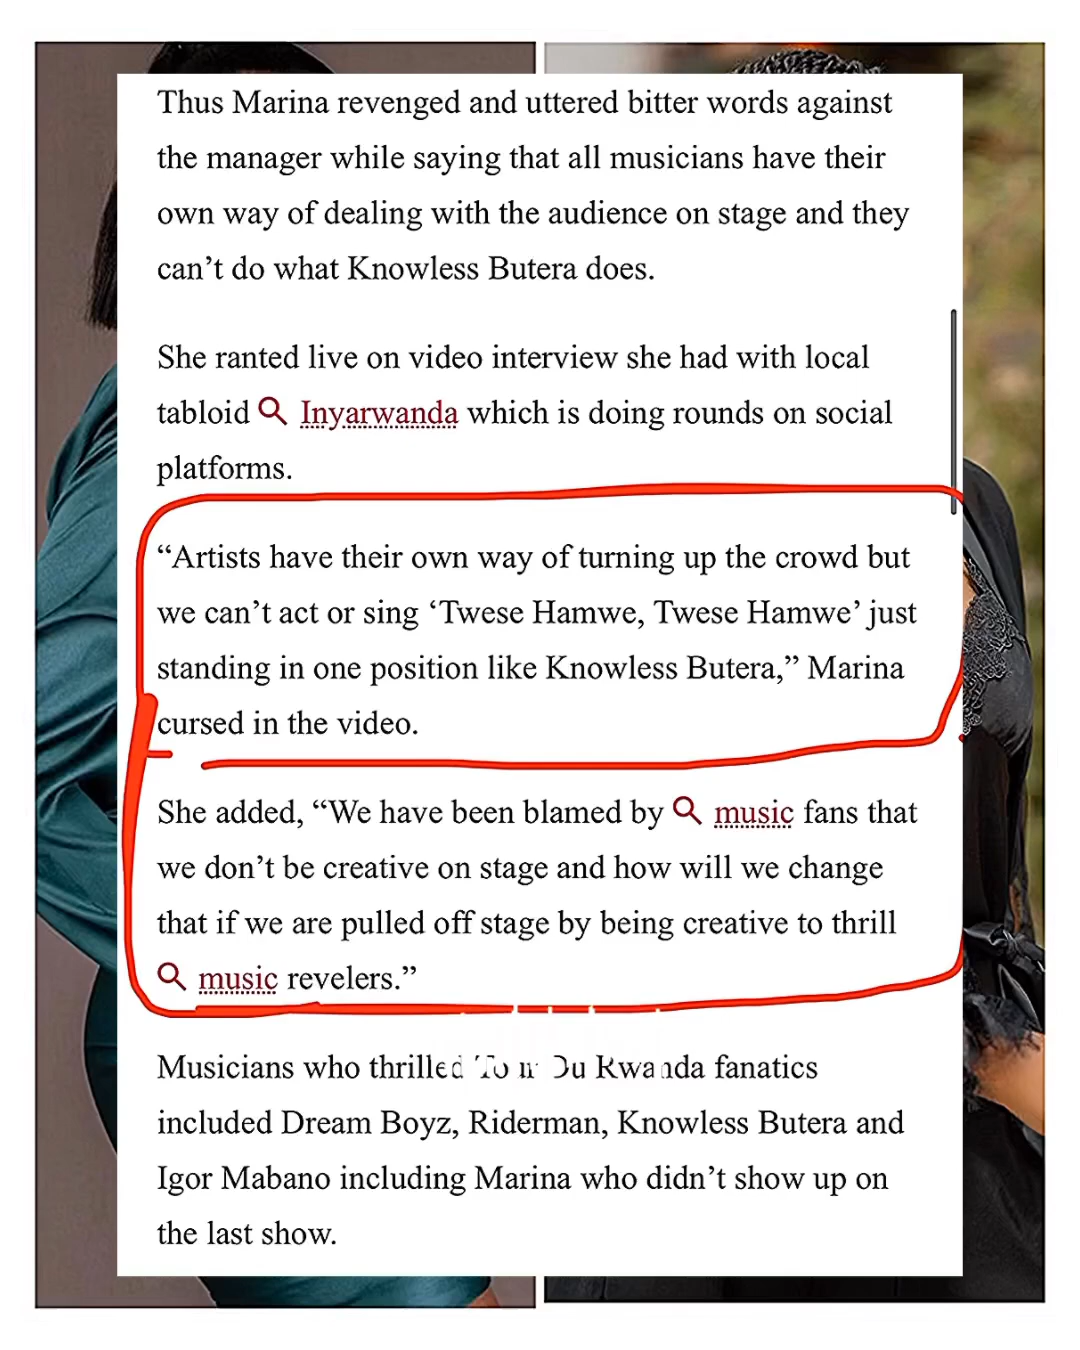 Thus Marina revenged and uttered bitter words against
the manager while saying that all musicians have their
own way of dealing with the audience on stage and they
can’t do what Knowless Butera does.
She ranted live on video interview she had with local
tabloid Inyarwanda which is doing rounds on social
platforms.
“Artists have their own way of turning up the crowd but
we can’t act or sing ‘Twese Hamwe, Twese Hamwe’ just
standing in one position like Knowless Butera,” Marina
cursed in the video.
She added, “We have been blamed by music fans that
we don’t be creative on stage and how will we change
that if we are pulled off stage by being creative to thrill
music revelers.”
Musicians who thrilled Tour Du Rwanda fanatics
included Dream Boyz, Riderman, Knowless Butera and
Igor Mabano including Marina who didn’t show up on
the last show.